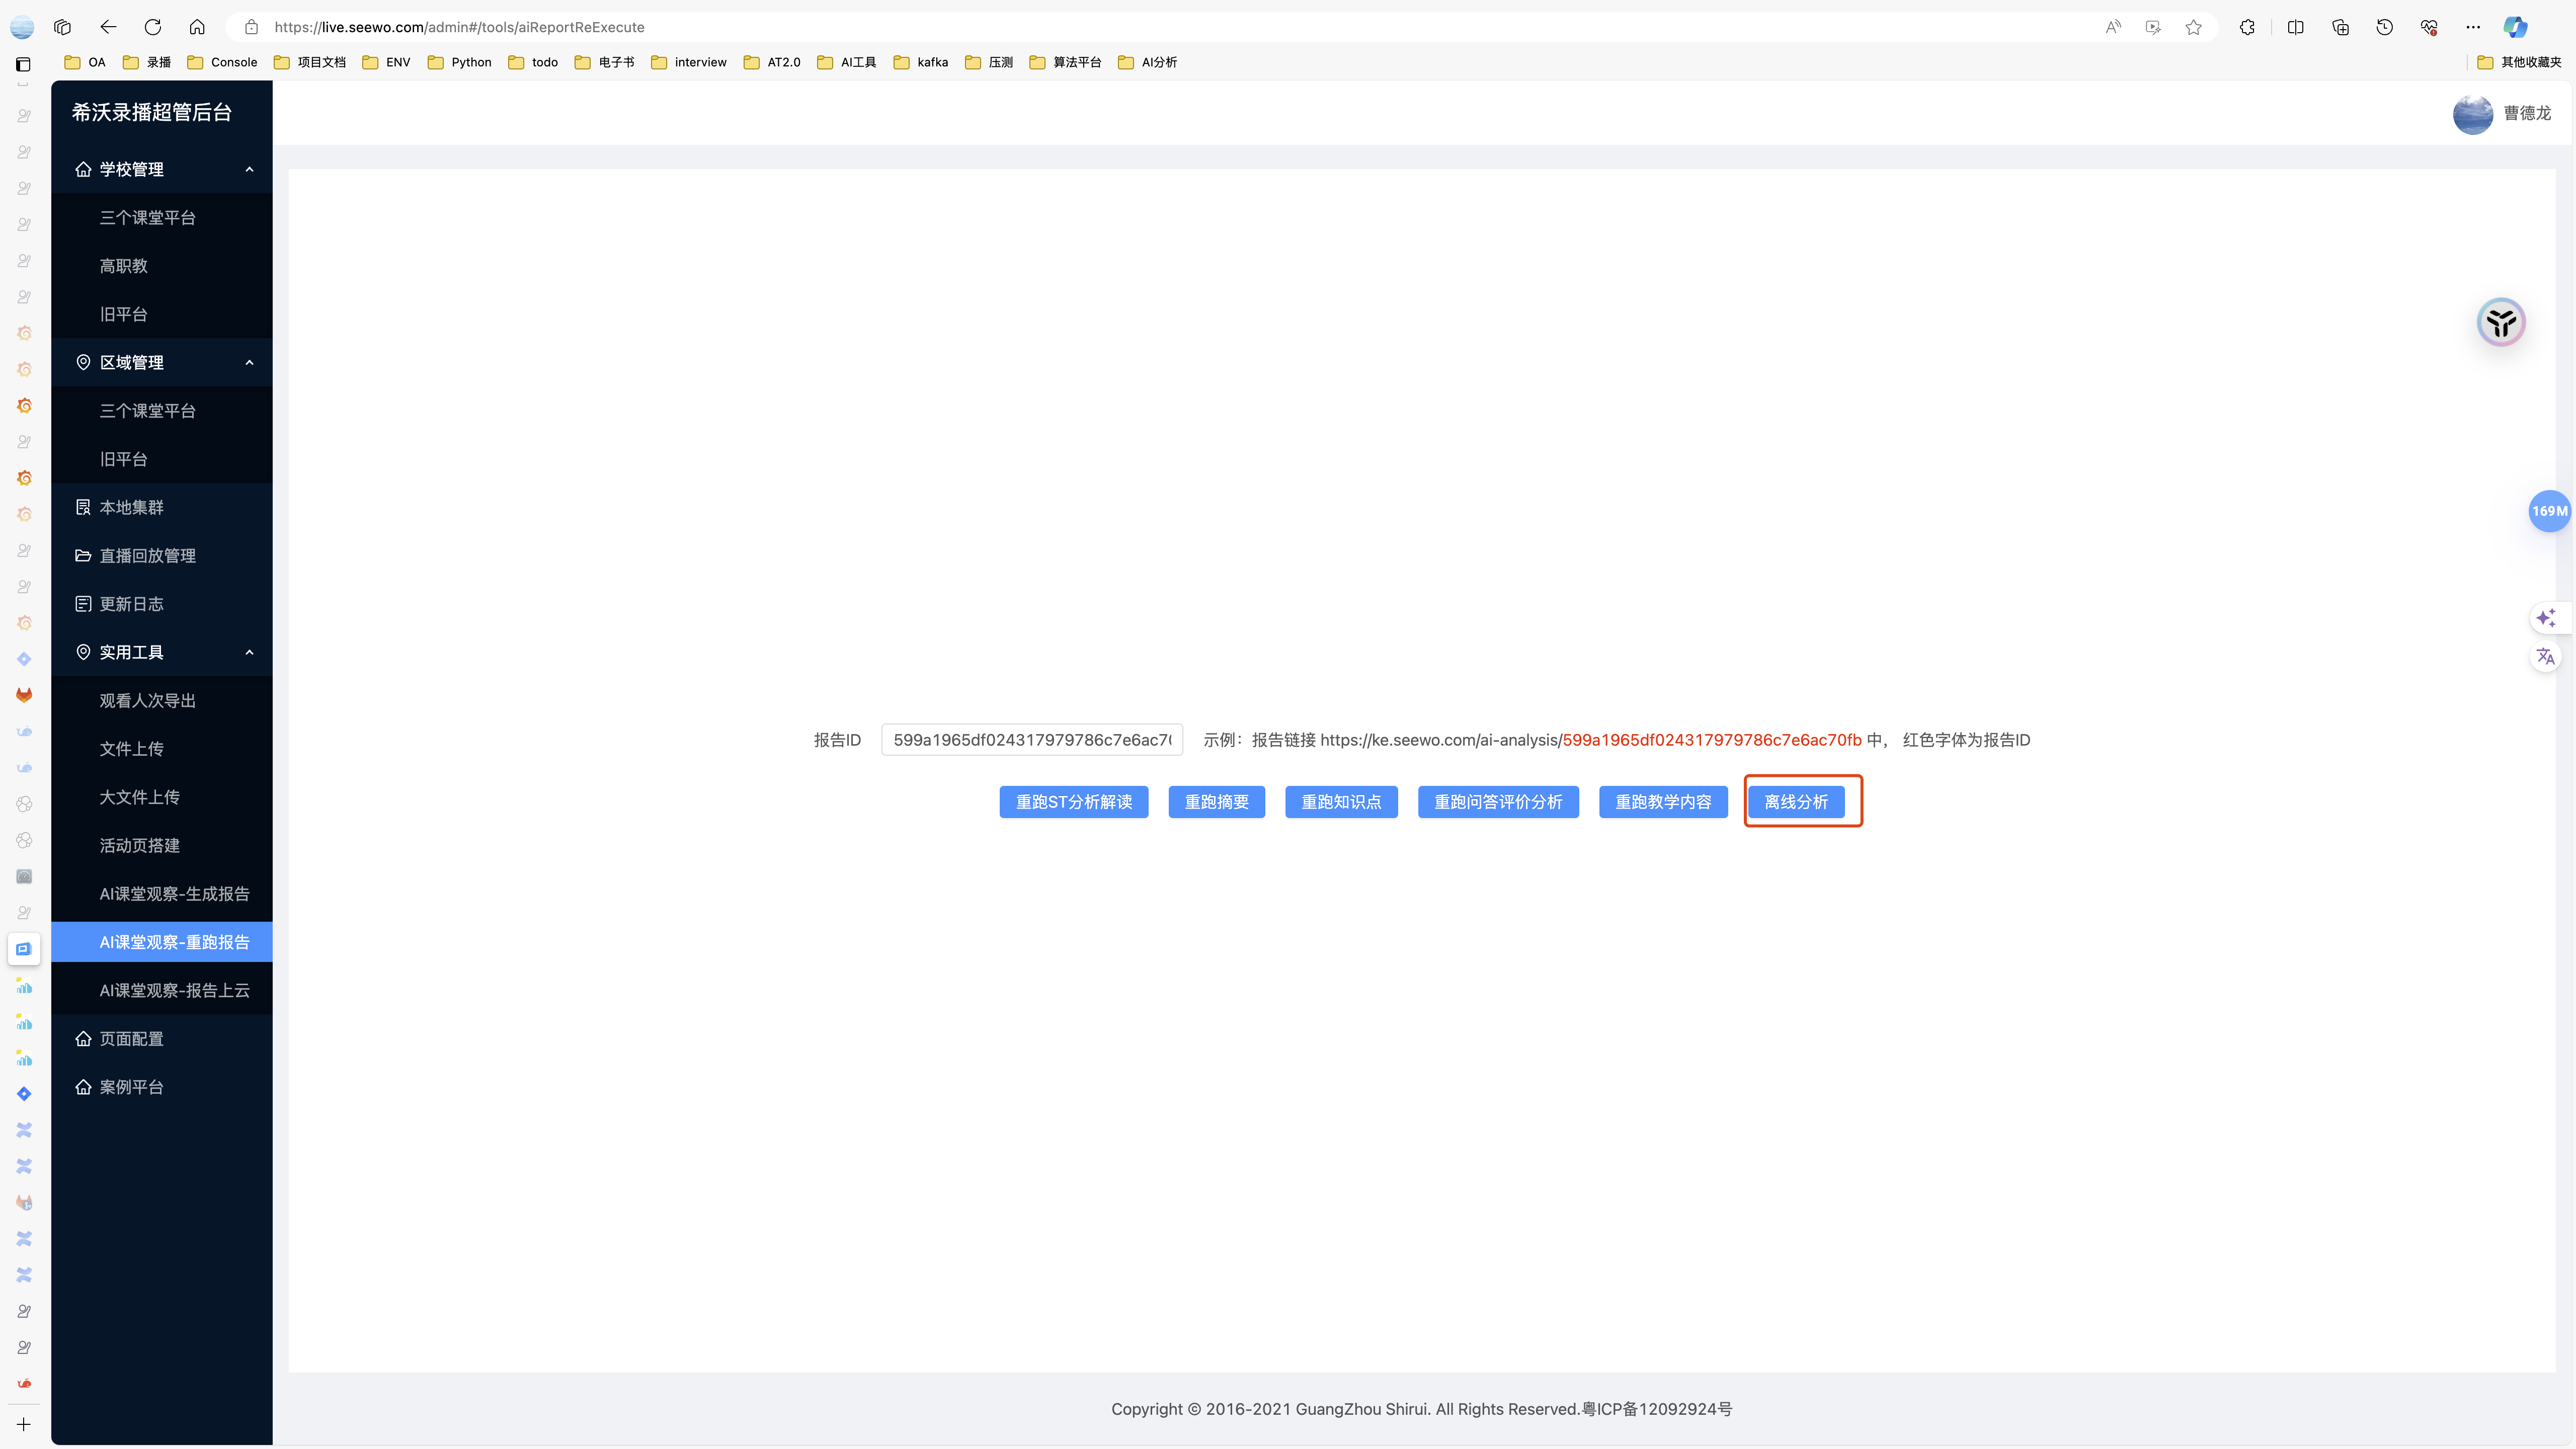 https://live.seewo.com/admin#/tools/aiReportReExecute
OA 录播 Console 项目文档 ENV Python todo 电子书 interview AT2.0 AI工具 kafka 压测 算法平台 AI分析 其他收藏夹
希沃录播超管后台
曹德龙
学校管理
三个课堂平台
高职教
旧平台
区域管理
三个课堂平台
旧平台
本地集群
169M
直播回放管理
更新日志
实用工具
观看人次导出
报告ID 599a1965df024317979786c7e6ac70 示例：报告链接 https://ke.seewo.com/ai-analysis/599a1965df024317979786c7e6ac70fb 中， 红色字体为报告ID
文件上传
重跑ST分析解读 重跑摘要 重跑知识点 重跑问答评价分析 重跑教学内容 离线分析
大文件上传
活动页搭建
AI课堂观察-生成报告
AI课堂观察-重跑报告
AI课堂观察-报告上云
页面配置
案例平台
Copyright © 2016-2021 GuangZhou Shirui. All Rights Reserved.粤ICP备12092924号